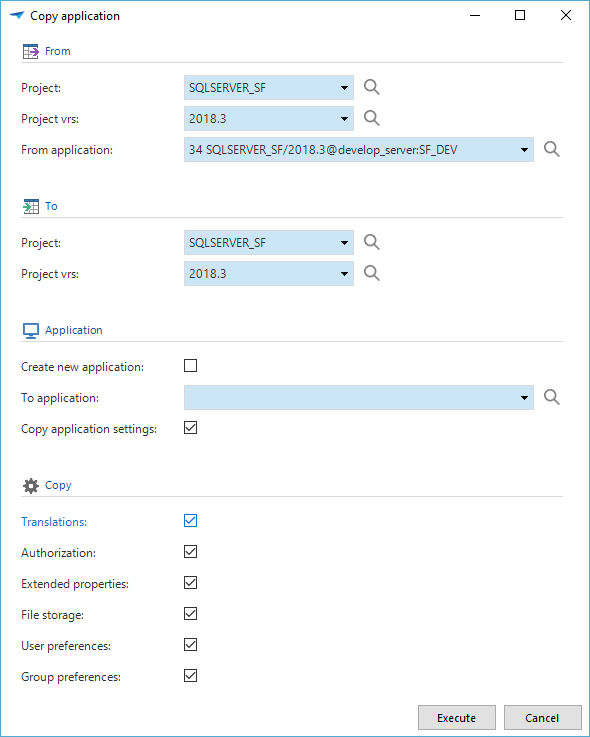 Copy application
From
Project: SQLSERVER_SF
Project vrs: 2018.3
From application: 34 SQLSERVER_SF/2018.3@develop_server:SF_DEV
To
Project: SQLSERVER_SF
Project vrs: 2018.3
Application
Create new application:
To application:
Copy application settings:
Copy
Translations:
Authorization:
Extended properties:
File storage:
User preferences:
Group preferences:
Execute Cancel